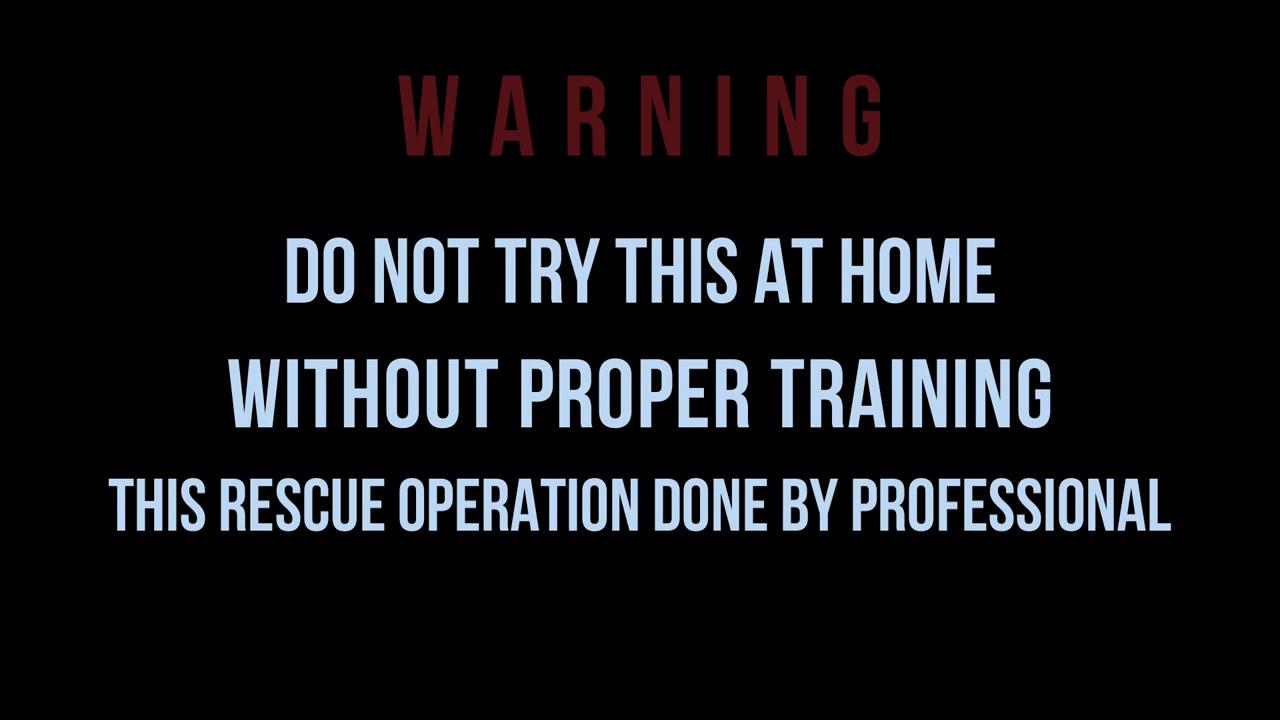 WARNING
DO NOT TRY THIS AT HOME
WITHOUT PROPER TRAINING
THIS RESCUE OPERATION DONE BY PROFESSIONAL